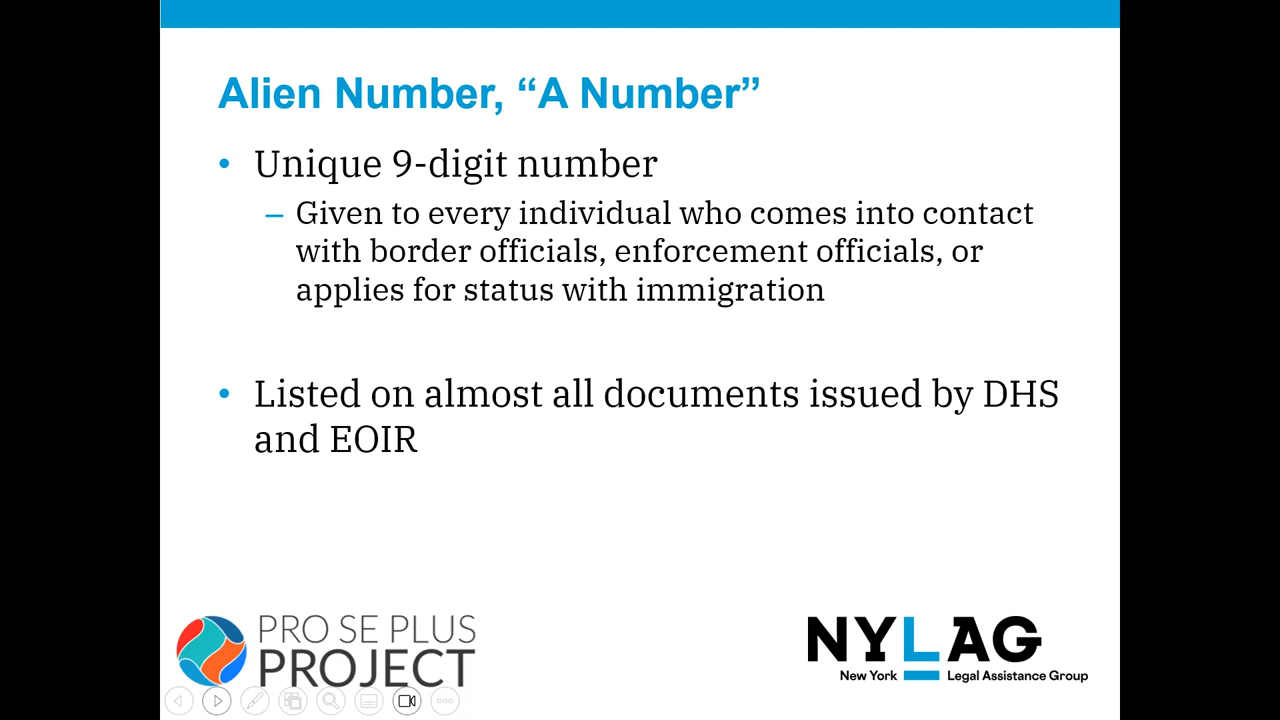 Alien Number, “A Number”
• Unique 9-digit number
– Given to every individual who comes into contact
with border officials, enforcement officials, or
applies for status with immigration
• Listed on almost all documents issued by DHS
and EOIR
PRO SE PLUS
PROJECT
NYLAG
New York Legal Assistance Group